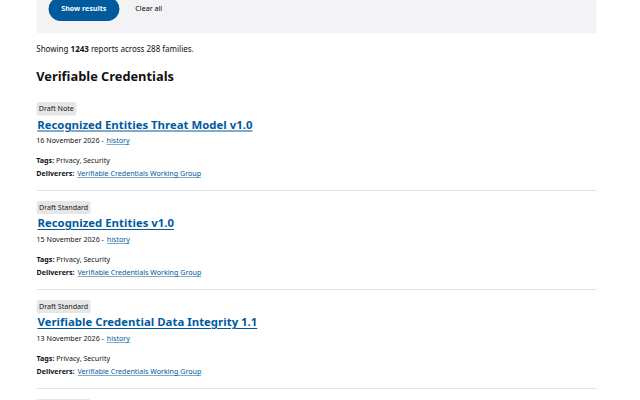 Show results Clear all
Showing 1243 reports across 288 families.
Verifiable Credentials
Draft Note
Recognized Entities Threat Model v1.0
16 November 2026 - history
Tags: Privacy, Security
Deliverers: Verifiable Credentials Working Group
Draft Standard
Recognized Entities v1.0
15 November 2026 - history
Tags: Privacy, Security
Deliverers: Verifiable Credentials Working Group
Draft Standard
Verifiable Credential Data Integrity 1.1
13 November 2026 - history
Tags: Privacy, Security
Deliverers: Verifiable Credentials Working Group